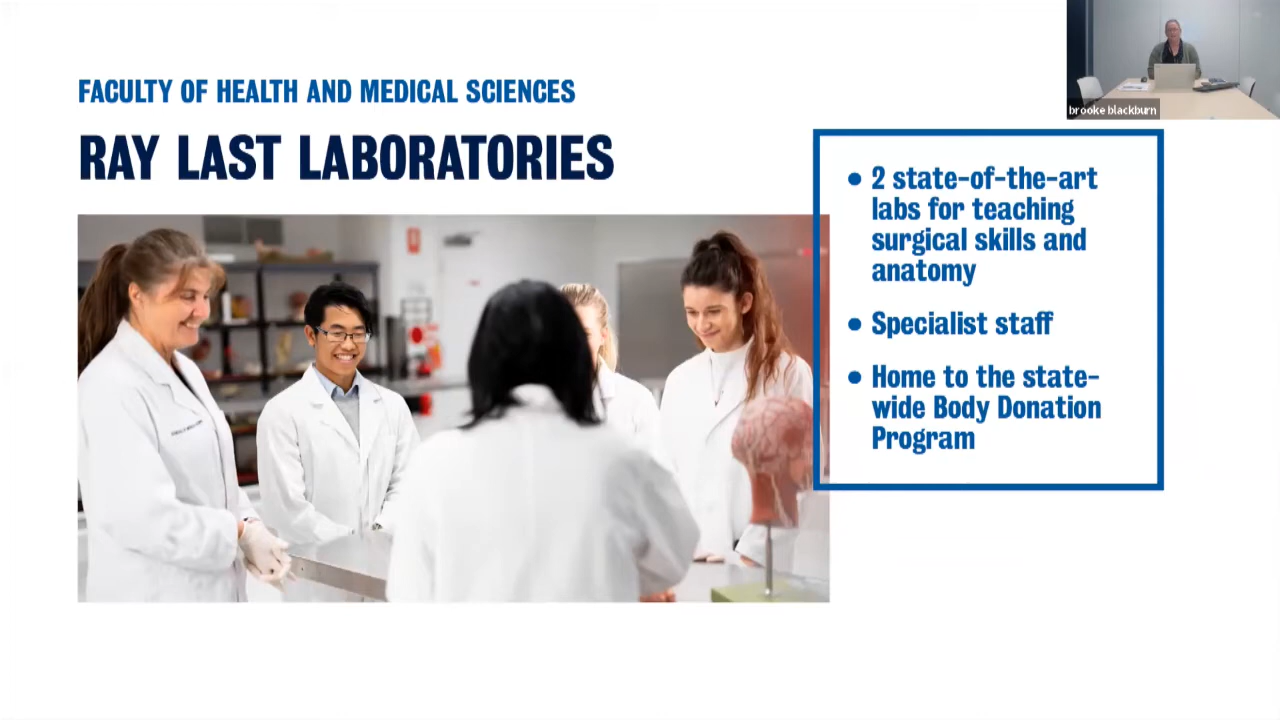 FACULTY OF HEALTH AND MEDICAL SCIENCES
RAY LAST LABORATORIES
• 2 state-of-the-art
labs for teaching
surgical skills and
anatomy
• Specialist staff
• Home to the state-
wide Body Donation
Program
brooke blackburn